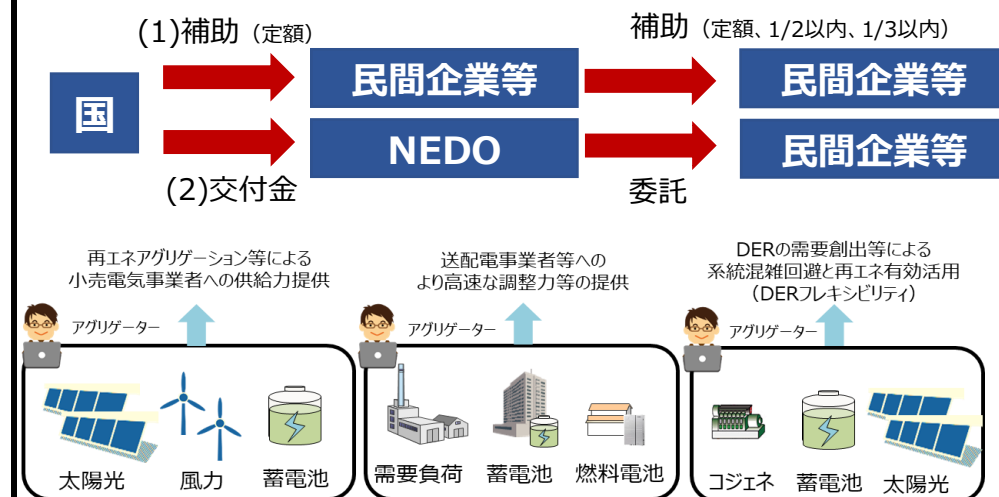 (1)補助（定額）
補助（定額、1/2以内、1/3以内）
国
民間企業等
民間企業等
NEDO
民間企業等
(2)交付金
委託
再エネアグリゲーション等による
小売電気事業者への供給力提供
アグリゲーター
太陽光
風力
蓄電池
送配電事業者等への
より高速な調整力等の提供
アグリゲーター
需要負荷
蓄電池
燃料電池
DERの需要創出等による
系統混雑回避と再エネ有効活用
（DERフレキシビリティ）
アグリゲーター
コジェネ
蓄電池
太陽光